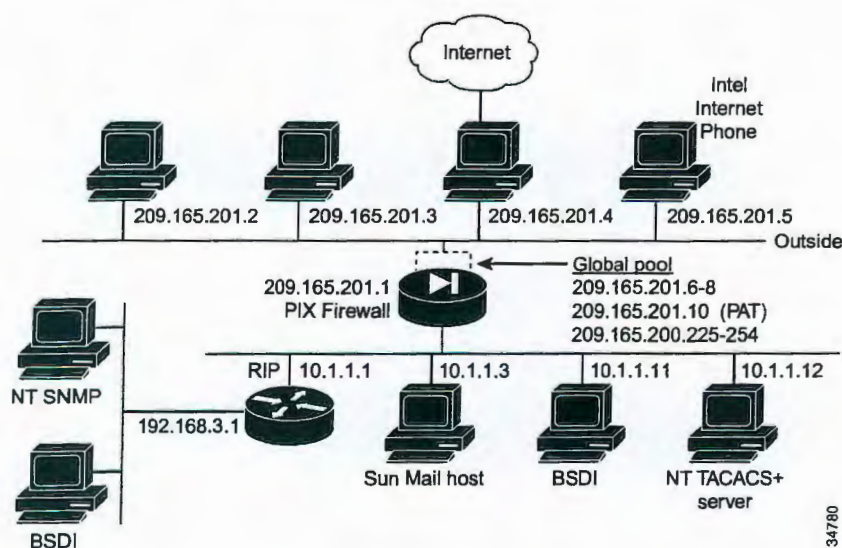 Internet
Intel
Internet
Phone
209.165.201.2
209.165.201.3
209.165.201.4
209.165.201.5
Outside
209.165.201.1
PIX Firewall
Global pool
209.165.201.6-8
209.165.201.10 (PAT)
209.165.200.225-254
NT SNMP
RIP
10.1.1.1
10.1.1.3
10.1.1.11
10.1.1.12
192.168.3.1
Sun Mail host
BSDI
NT TACACS+
server
BSDI
34780